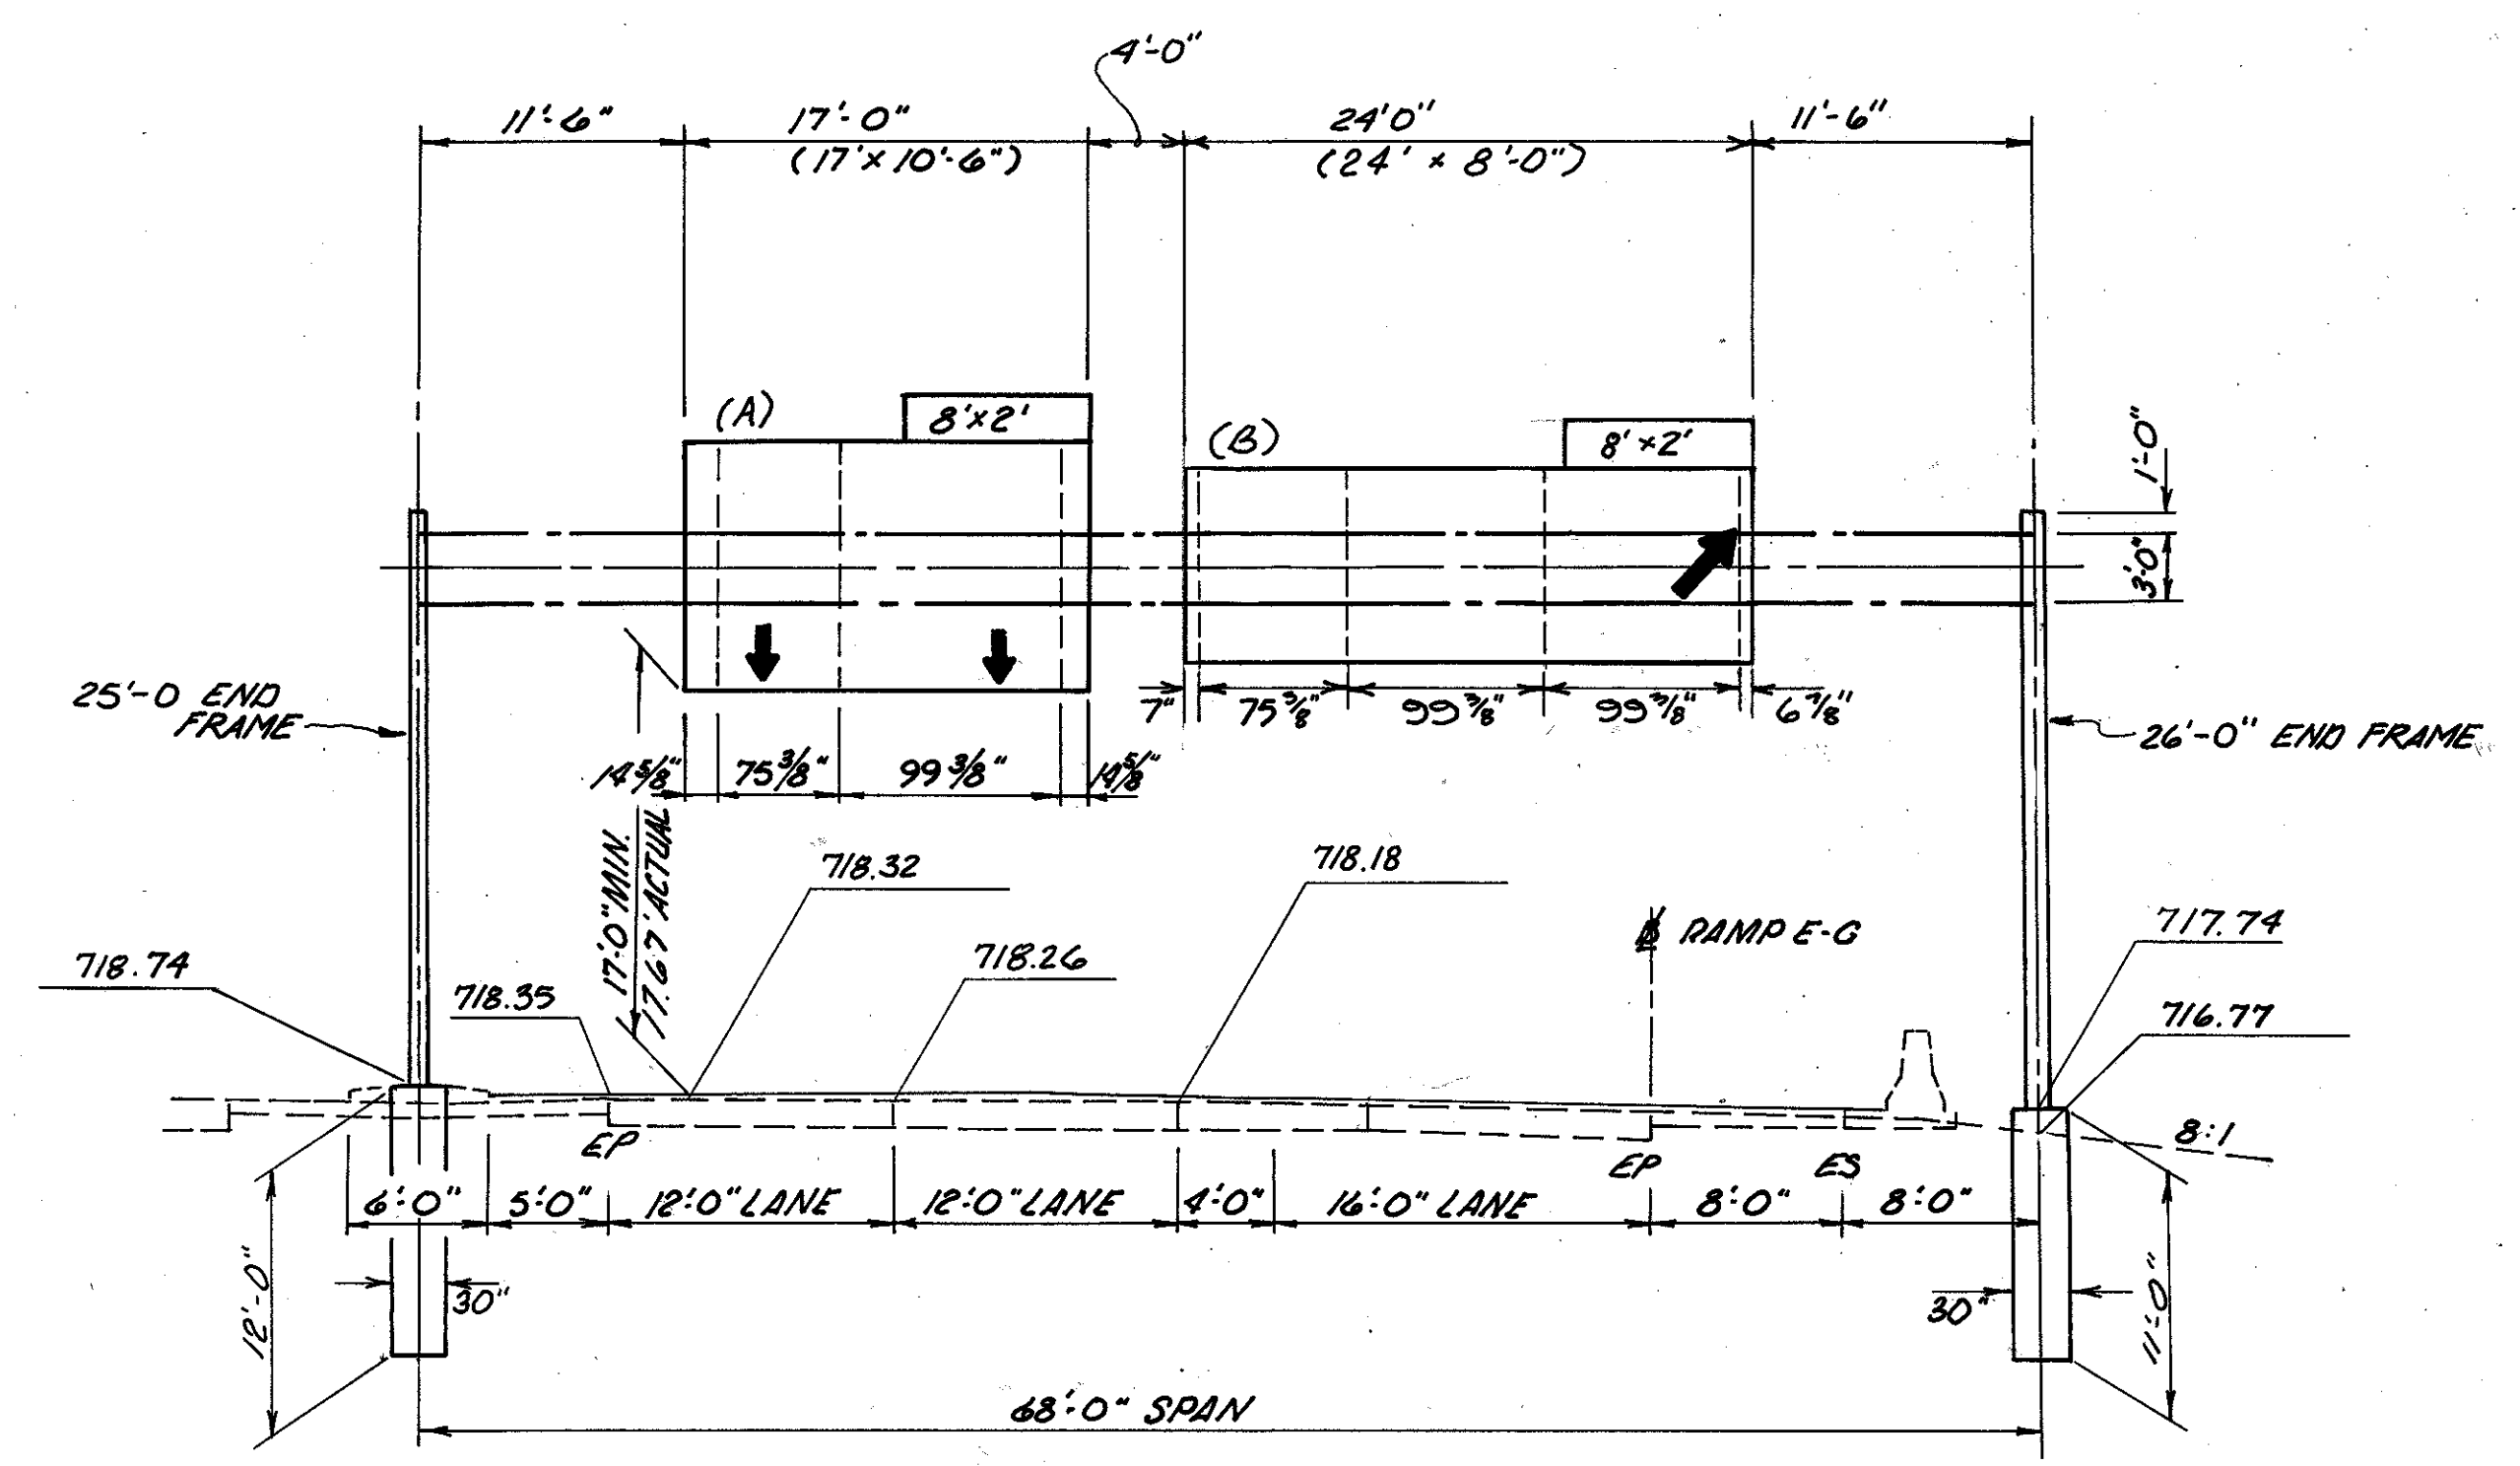 4'-0"
11'-6"
17'-0"
24'0"
11'-6"
(17' x 10'-6")
(24' x 8'-0")
(A)
8'x2'
(B)
8'x2'
1'-0"
3'-0"
25'-0 END
FRAME
7"
75 3/8"
99 3/8"
99 3/8"
6 7/8"
26'-0" END FRAME
14 5/8"
75 3/8"
99 3/8"
14 5/8"
17'-0" MIN.
17.67' ACTUAL
718.32
718.18
RAMP E-G
717.74
718.74
718.35
718.26
716.77
EP
EP
ES
8:1
6'-0"
5'-0"
12'-0" LANE
12'-0" LANE
4'-0"
16'-0" LANE
8'-0"
8'-0"
12'-0"
30"
30"
11'-0"
68'-0" SPAN